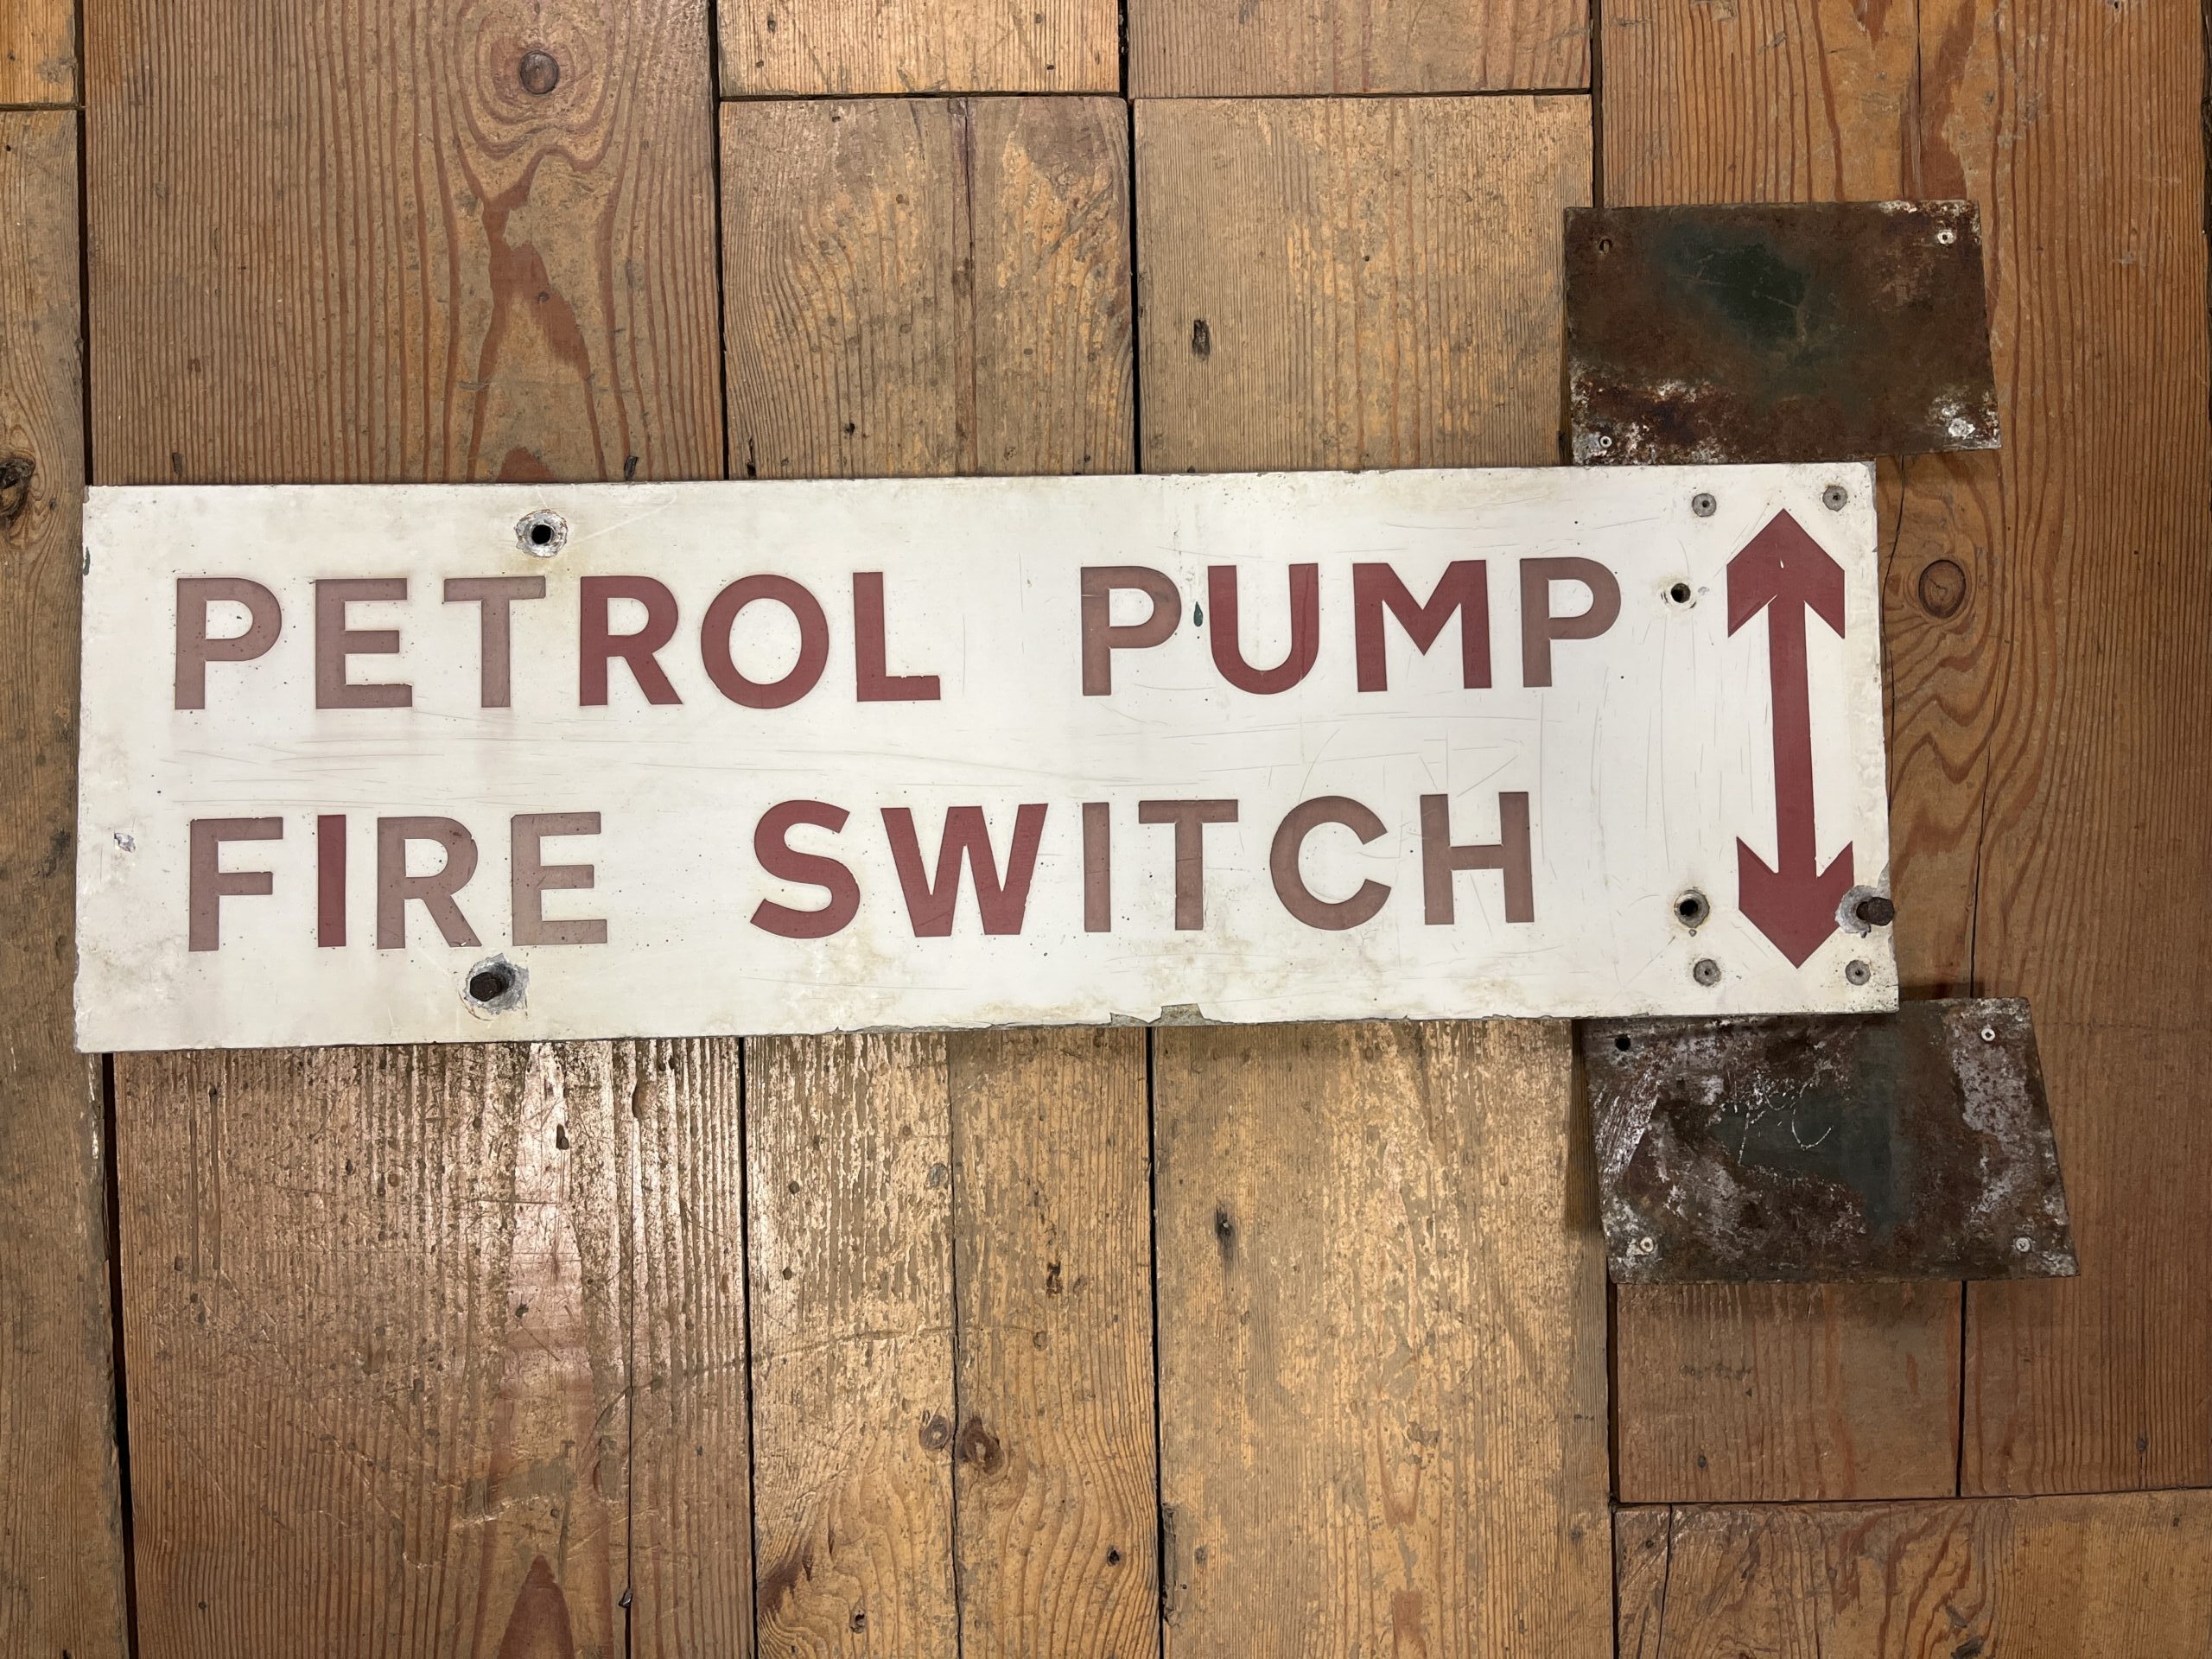 PETROL PUMP
FIRE SWITCH